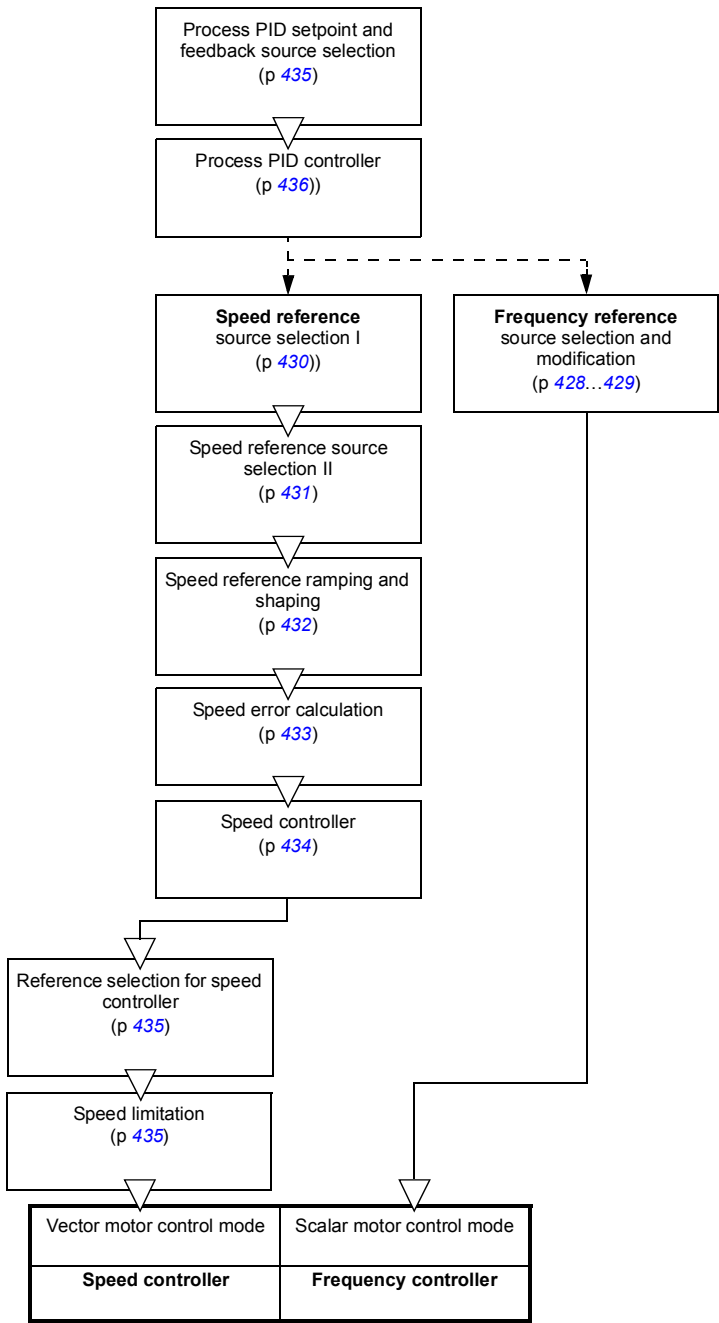 Process PID setpoint and
feedback source selection
(p 435)
Process PID controller
(p 436))
Speed reference
source selection I
(p 430))
Frequency reference
source selection and
modification
(p 428…429)
Speed reference source
selection II
(p 431)
Speed reference ramping and
shaping
(p 432)
Speed error calculation
(p 433)
Speed controller
(p 434)
Reference selection for speed
controller
(p 435)
Speed limitation
(p 435)
Vector motor control mode
Scalar motor control mode
Speed controller
Frequency controller